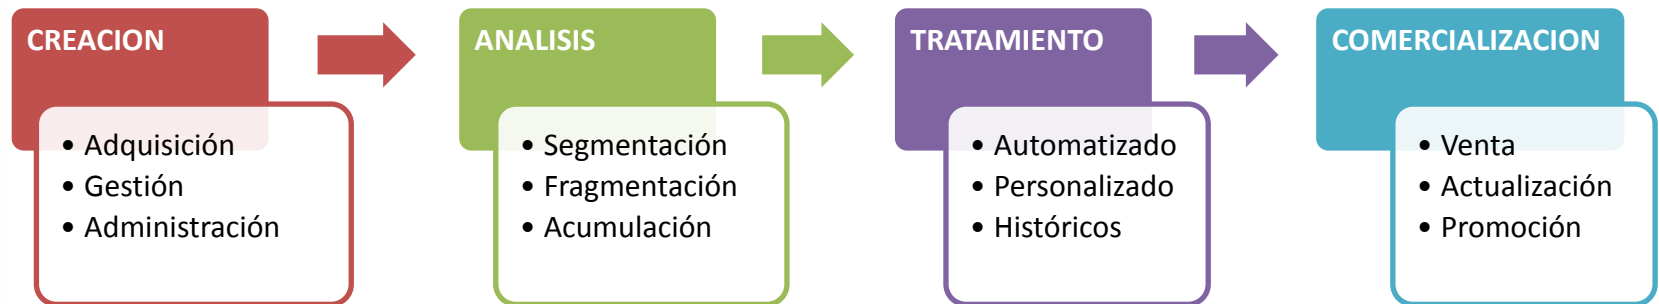 CREACION
• Adquisición
• Gestión
• Administración
ANALISIS
• Segmentación
• Fragmentación
• Acumulación
TRATAMIENTO
• Automatizado
• Personalizado
• Históricos
COMERCIALIZACION
• Venta
• Actualización
• Promoción